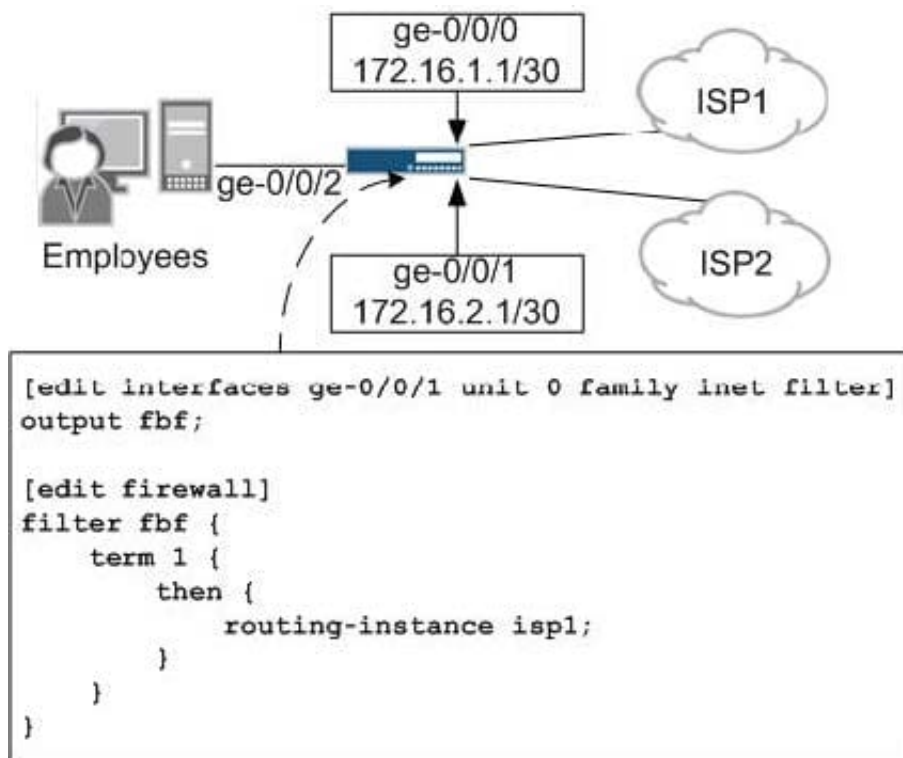 ge-0/0/0
172.16.1.1/30
ISP1
ge-0/0/2
Employees
ISP2
ge-0/0/1
172.16.2.1/30
[edit interfaces ge-0/0/1 unit 0 family inet filter]
output fbf;
[edit firewall]
filter fbf {
term 1 {
then {
routing-instance isp1;
}
}
}